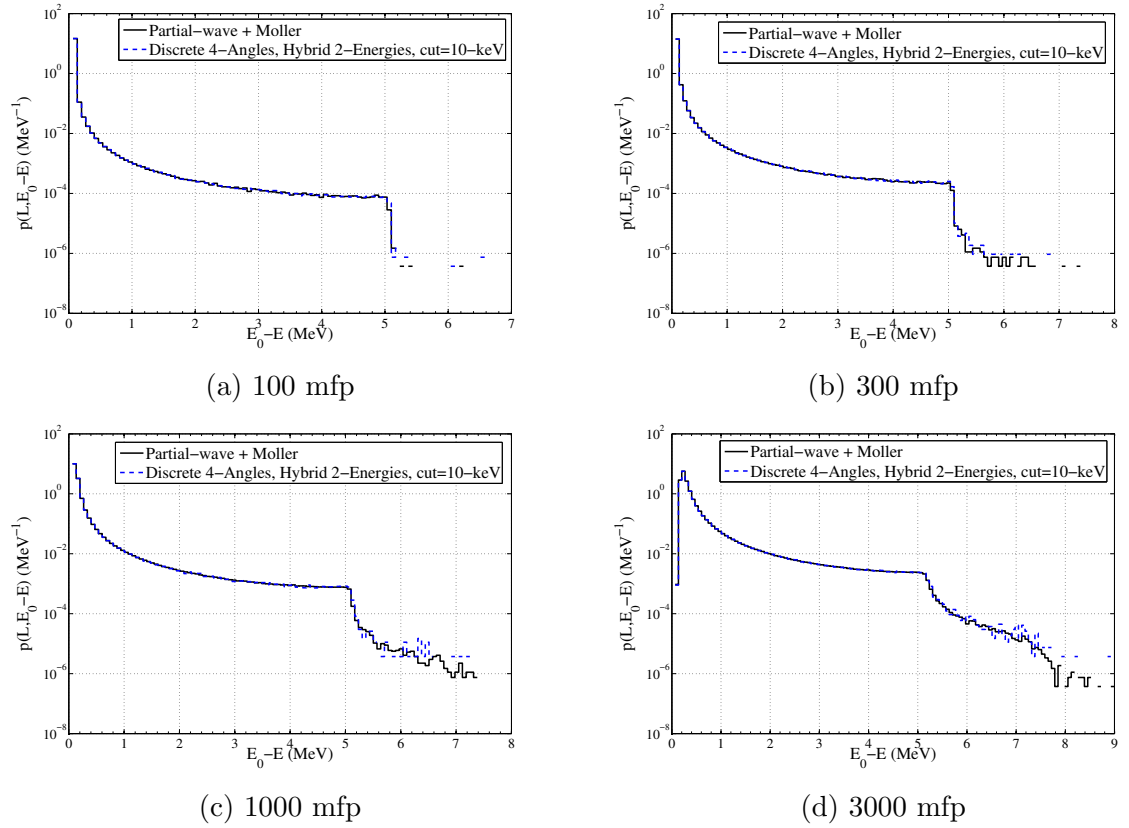 10^2
10^0
10^−2
10^−4
10^−6
10^−8
p(L,E_0−E) (MeV^−1)
Partial−wave + Moller
Discrete 4−Angles, Hybrid 2−Energies, cut=10−keV
0 1 2 3 4 5 6 7
E_0−E (MeV)
(a) 100 mfp
10^2
10^0
10^−2
10^−4
10^−6
10^−8
p(L,E_0−E) (MeV^−1)
Partial−wave + Moller
Discrete 4−Angles, Hybrid 2−Energies, cut=10−keV
0 1 2 3 4 5 6 7 8
E_0−E (MeV)
(b) 300 mfp
10^2
10^0
10^−2
10^−4
10^−6
10^−8
p(L,E_0−E) (MeV^−1)
Partial−wave + Moller
Discrete 4−Angles, Hybrid 2−Energies, cut=10−keV
0 1 2 3 4 5 6 7 8
E_0−E (MeV)
(c) 1000 mfp
10^2
10^0
10^−2
10^−4
10^−6
10^−8
p(L,E_0−E) (MeV^−1)
Partial−wave + Moller
Discrete 4−Angles, Hybrid 2−Energies, cut=10−keV
0 1 2 3 4 5 6 7 8 9
E_0−E (MeV)
(d) 3000 mfp